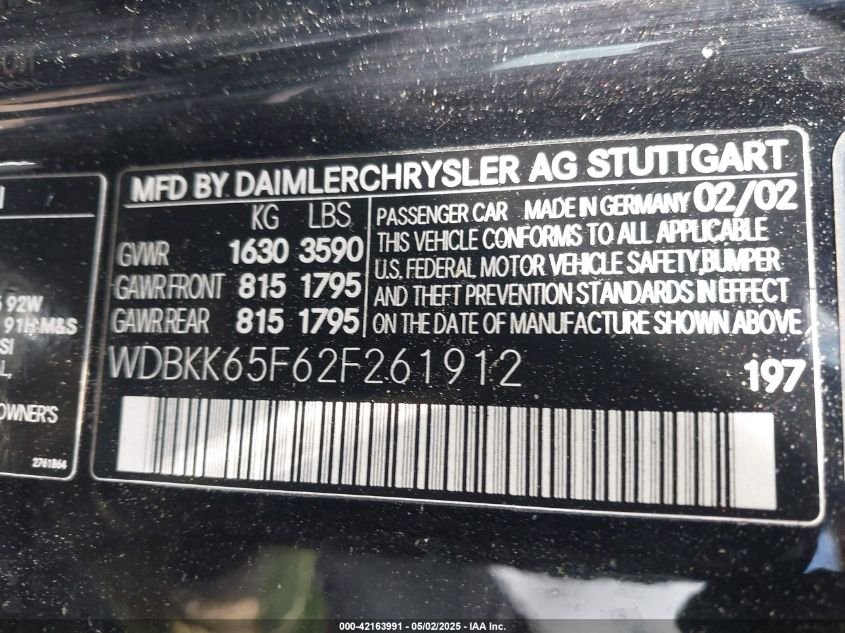 MFD BY DAIMLERCHRYSLER AG STUTTGART
KG LBS
GVWR 1630 3590
GAWR FRONT 815 1795
GAWR REAR 815 1795
PASSENGER CAR MADE IN GERMANY 02/02
THIS VEHICLE CONFORMS TO ALL APPLICABLE
U.S. FEDERAL MOTOR VEHICLE SAFETY, BUMPER
AND THEFT PREVENTION STANDARDS IN EFFECT
ON THE DATE OF MANUFACTURE SHOWN ABOVE
WDBKK65F62F261912
197
92W
91H M&S
OWNER'S
2761864
000-42163991 - 05/02/2025 - IAA Inc.